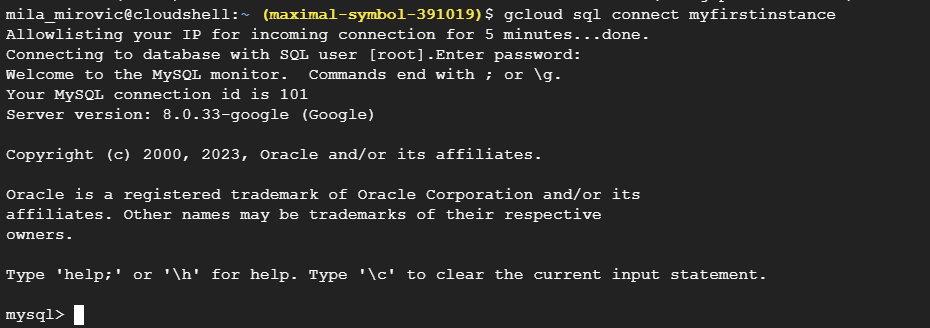 mila_mirovic@cloudshell:~ (maximal-symbol-391019)$ gcloud sql connect myfirstinstance
Allowlisting your IP for incoming connection for 5 minutes...done.
Connecting to database with SQL user [root].Enter password:
Welcome to the MySQL monitor.  Commands end with ; or \g.
Your MySQL connection id is 101
Server version: 8.0.33-google (Google)
Copyright (c) 2000, 2023, Oracle and/or its affiliates.
Oracle is a registered trademark of Oracle Corporation and/or its
affiliates. Other names may be trademarks of their respective
owners.
Type 'help;' or '\h' for help. Type '\c' to clear the current input statement.
mysql>